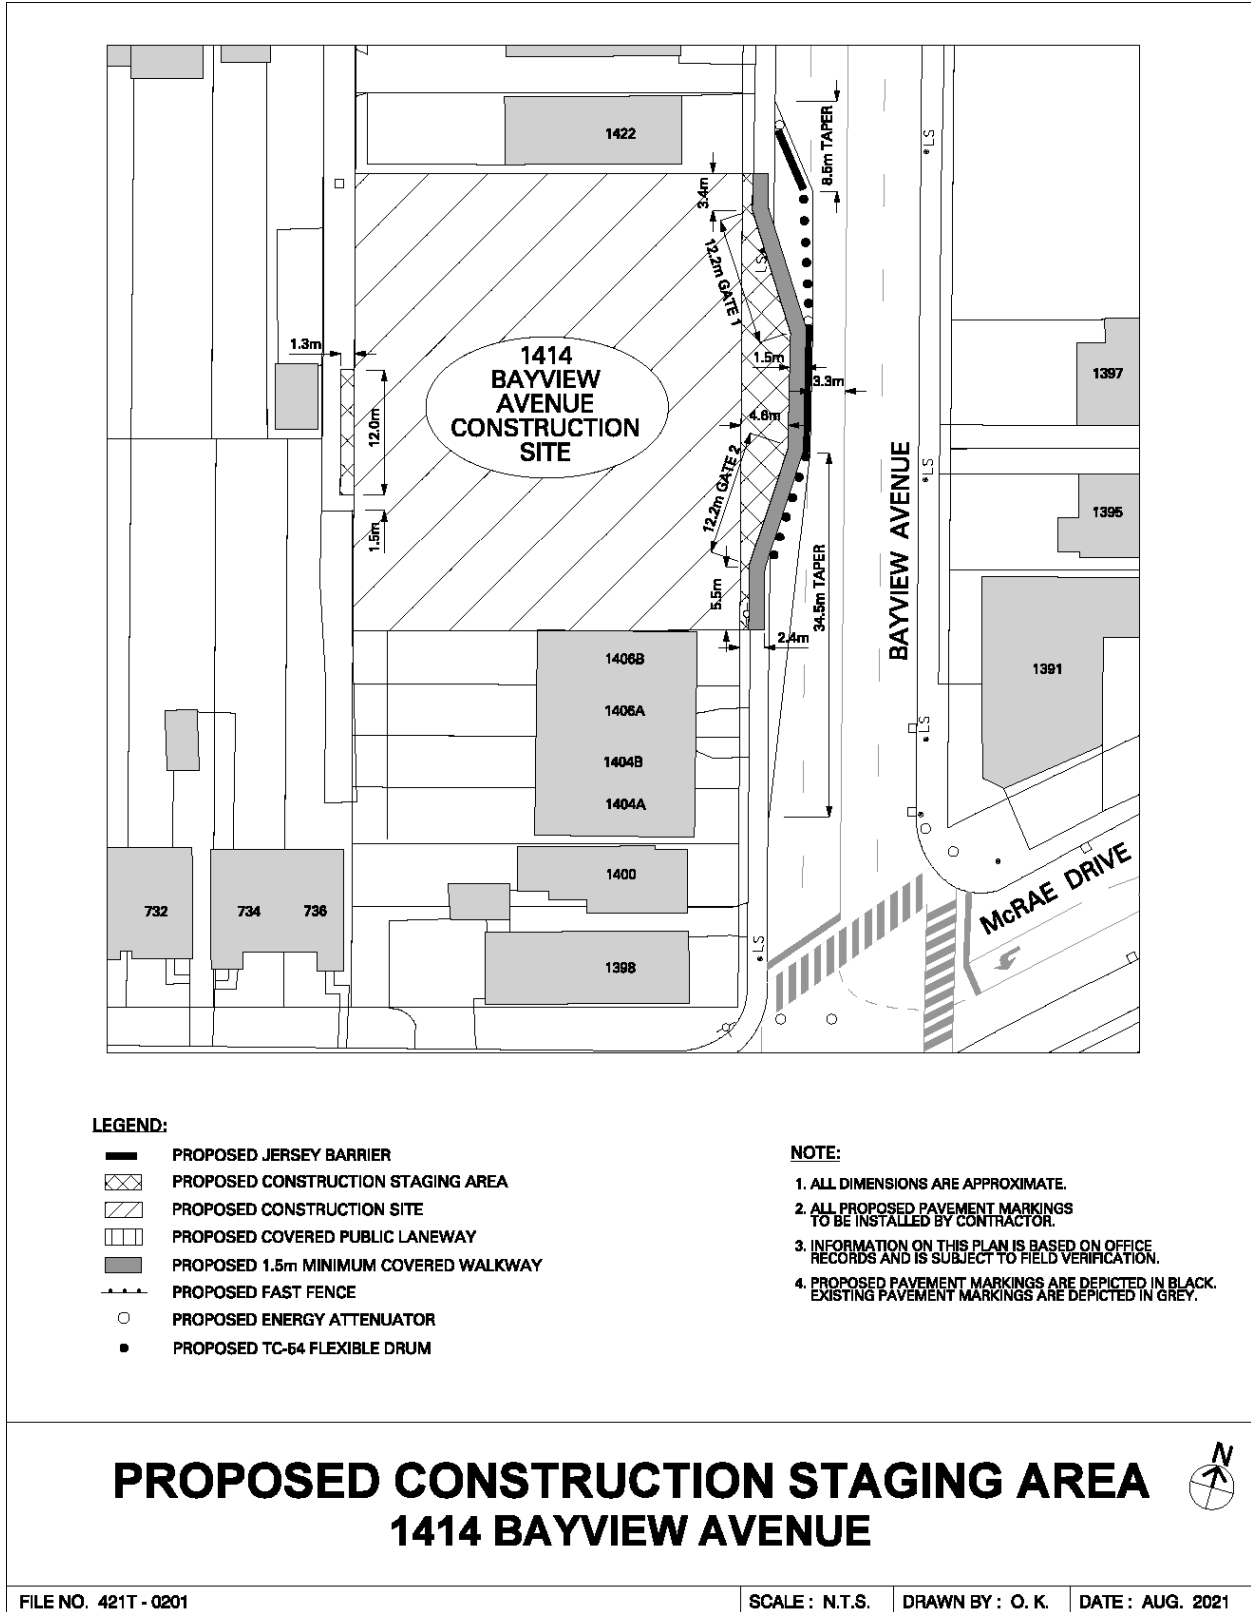 1422
8.5m TAPER
LS
3.4m
12.2m GATE 1
LS
1.3m
1.5m
3.3m
1397
1414
BAYVIEW
AVENUE
CONSTRUCTION
SITE
12.0m
4.6m
12.2m GATE 2
BAYVIEW AVENUE
LS
1395
1.5m
5.5m
34.5m TAPER
2.4m
1406B
1391
1406A
LS
1404B
1404A
1400
McRAE DRIVE
732
734
736
LS
1398
LEGEND:
PROPOSED JERSEY BARRIER
PROPOSED CONSTRUCTION STAGING AREA
PROPOSED CONSTRUCTION SITE
PROPOSED COVERED PUBLIC LANEWAY
PROPOSED 1.5m MINIMUM COVERED WALKWAY
PROPOSED FAST FENCE
PROPOSED ENERGY ATTENUATOR
PROPOSED TC-54 FLEXIBLE DRUM
NOTE:
1. ALL DIMENSIONS ARE APPROXIMATE.
2. ALL PROPOSED PAVEMENT MARKINGS
TO BE INSTALLED BY CONTRACTOR.
3. INFORMATION ON THIS PLAN IS BASED ON OFFICE
RECORDS AND IS SUBJECT TO FIELD VERIFICATION.
4. PROPOSED PAVEMENT MARKINGS ARE DEPICTED IN BLACK.
EXISTING PAVEMENT MARKINGS ARE DEPICTED IN GREY.
PROPOSED CONSTRUCTION STAGING AREA
1414 BAYVIEW AVENUE
N
FILE NO. 421T - 0201
SCALE : N.T.S.
DRAWN BY : O. K.
DATE : AUG. 2021